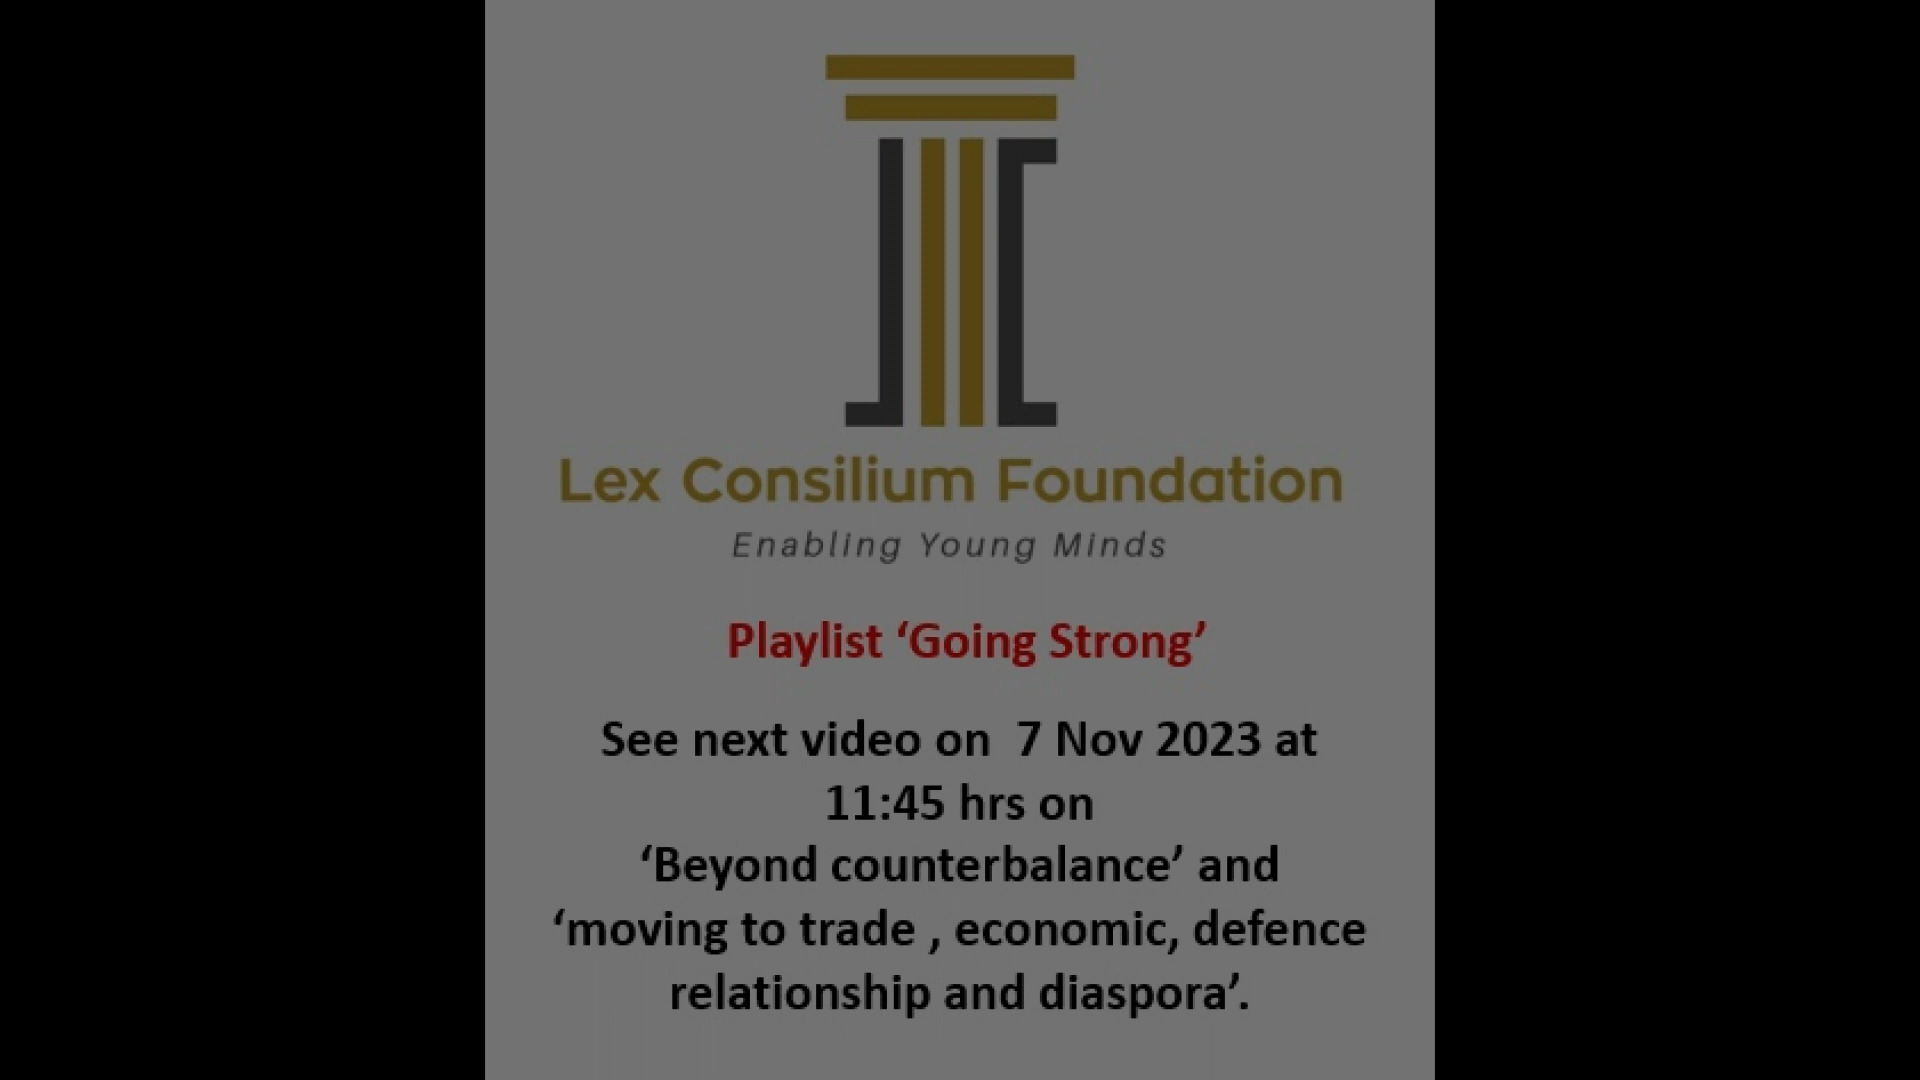 Lex Consilium Foundation
Enabling Young Minds
Playlist ‘Going Strong’
See next video on  7 Nov 2023 at
11:45 hrs on
‘Beyond counterbalance’ and
‘moving to trade , economic, defence
relationship and diaspora’.